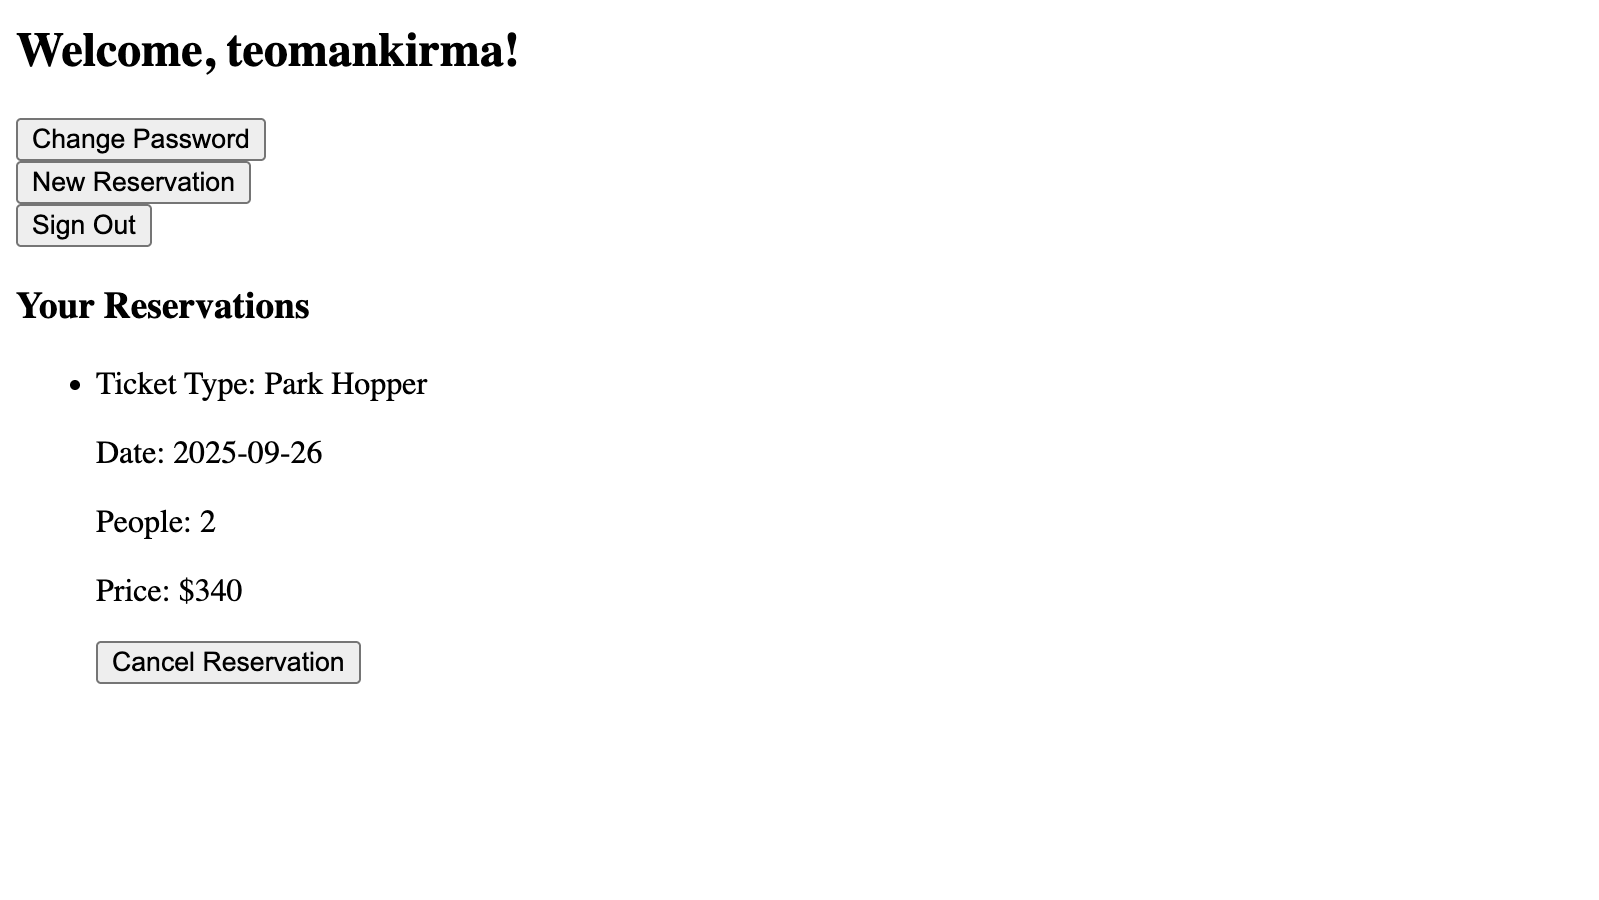 Welcome, teomankirma!
Change Password
New Reservation
Sign Out
Your Reservations
Ticket Type: Park Hopper
Date: 2025-09-26
People: 2
Price: $340
Cancel Reservation